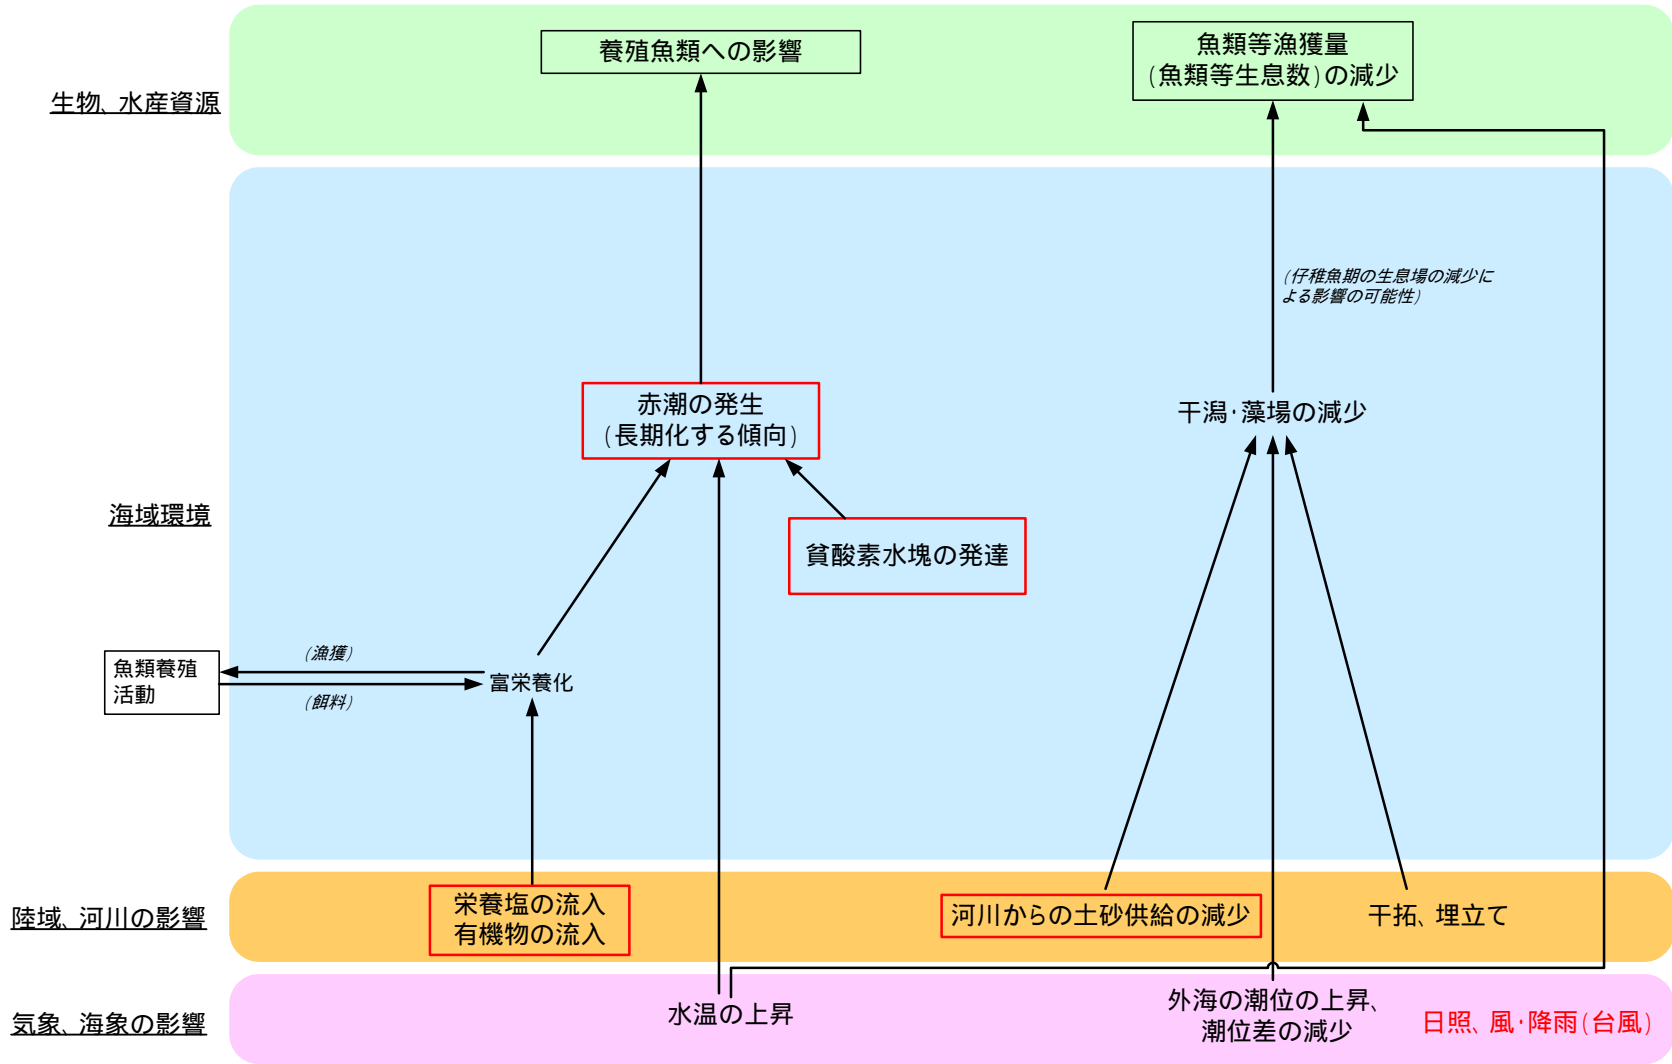 養殖魚類への影響
魚類等漁獲量
(魚類等生息数)の減少
生物、水産資源
(仔稚魚期の生息場の減少に
よる影響の可能性)
赤潮の発生
(長期化する傾向)
干潟・藻場の減少
海域環境
貧酸素水塊の発達
魚類養殖
活動
(漁獲)
(餌料)
富栄養化
陸域、河川の影響
栄養塩の流入
有機物の流入
河川からの土砂供給の減少
干拓、埋立て
気象、海象の影響
水温の上昇
外海の潮位の上昇、
潮位差の減少
日照、風・降雨(台風)